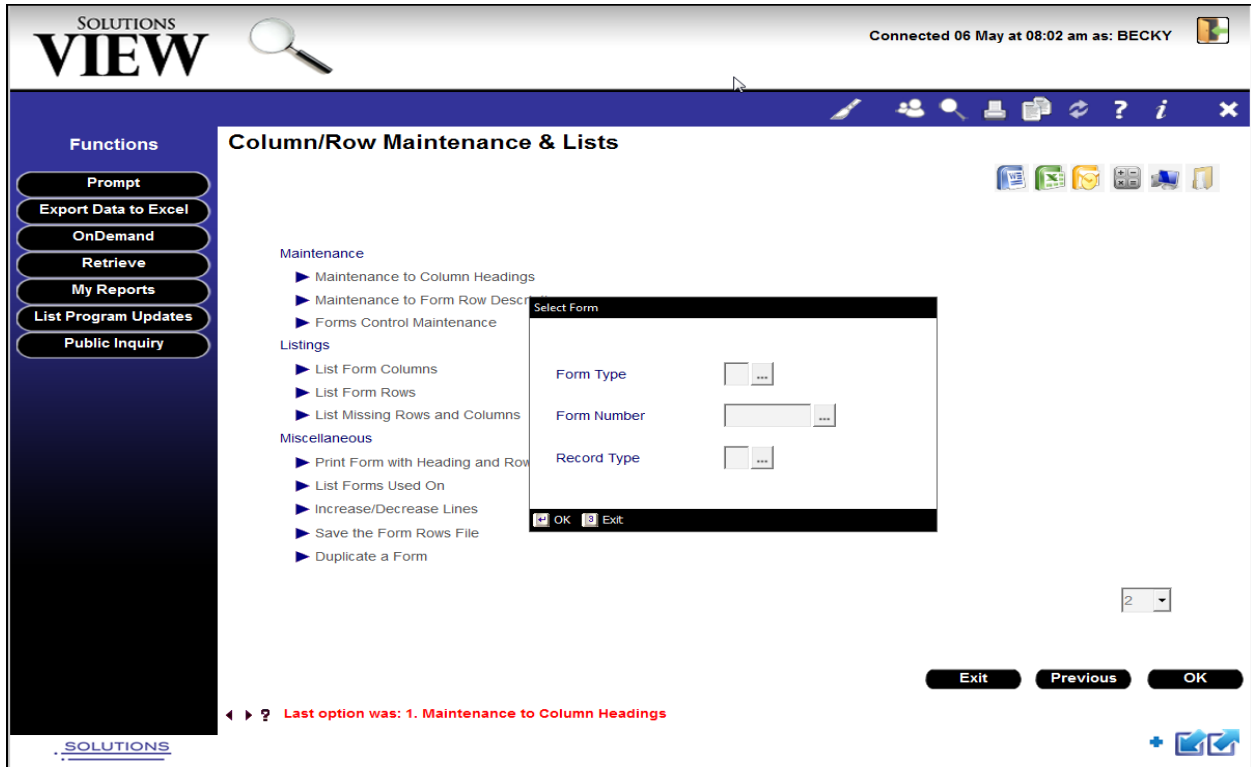 SOLUTIONS
VIEW
Connected 06 May at 08:02 am as: BECKY
? i
Functions
Prompt
Export Data to Excel
OnDemand
Retrieve
My Reports
List Program Updates
Public Inquiry
Column/Row Maintenance & Lists
Maintenance
Maintenance to Column Headings
Maintenance to Form Row
Forms Control Maintenance
Listings
List Form Columns
List Form Rows
List Missing Rows and Columns
Miscellaneous
Print Form with Heading and Row
List Forms Used On
Increase/Decrease Lines
Save the Form Rows File
Duplicate a Form
Select Form
Form Type ...
Form Number ...
Record Type ...
OK 3 Exit
2
Exit Previous OK
? Last option was: 1. Maintenance to Column Headings
SOLUTIONS